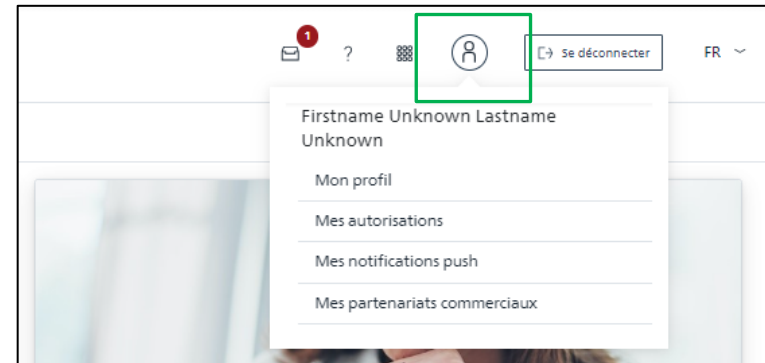 1
? Se déconnecter FR
Firstname Unknown Lastname
Unknown
Mon profil
Mes autorisations
Mes notifications push
Mes partenariats commerciaux